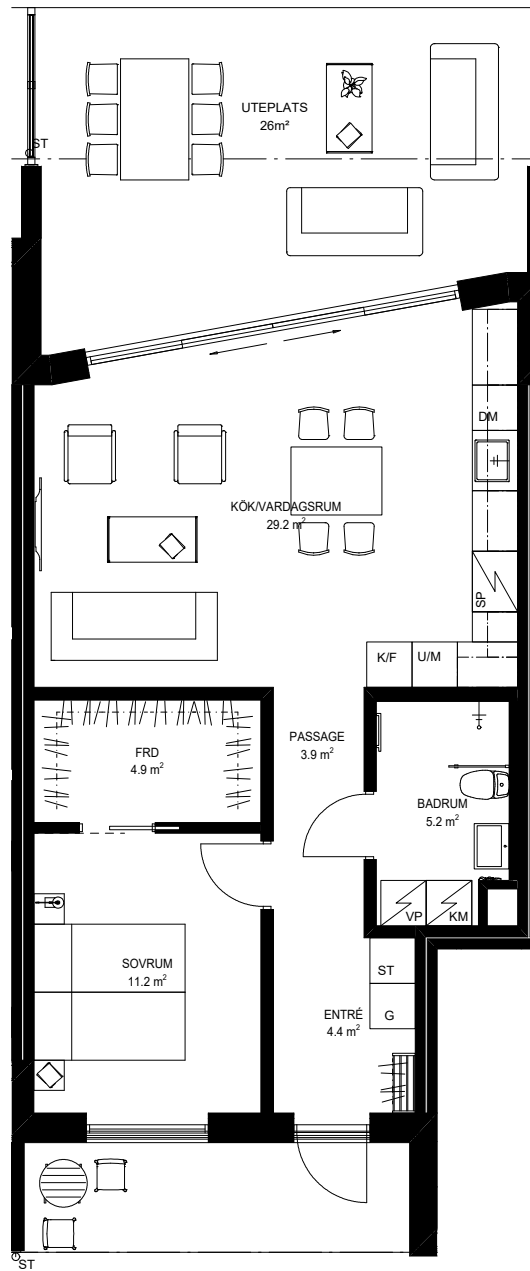 ST
UTEPLATS
26m²
DM
KÖK/VARDAGSRUM
29.2 m²
SP
K/F
U/M
PASSAGE
3.9 m²
FRD
4.9 m²
BADRUM
5.2 m²
VP
KM
SOVRUM
11.2 m²
ST
G
ENTRÉ
4.4 m²
ST